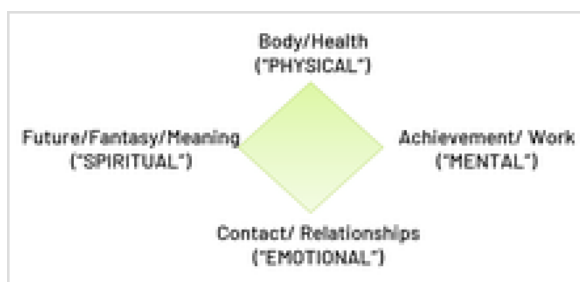 Body/Health
("PHYSICAL")
Future/Fantasy/Meaning
("SPIRITUAL")
Achievement/ Work
("MENTAL")
Contact/ Relationships
("EMOTIONAL")